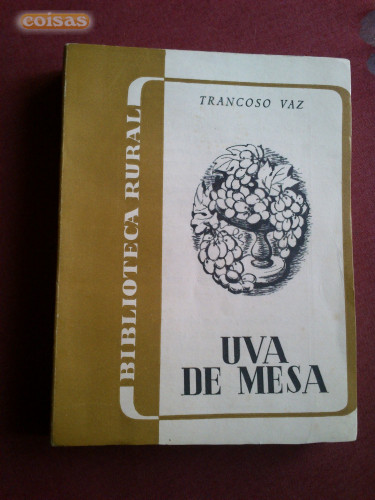 coisas
TRANCOSO VAZ
BIBLIOTECA RURAL
UVA
DE MESA